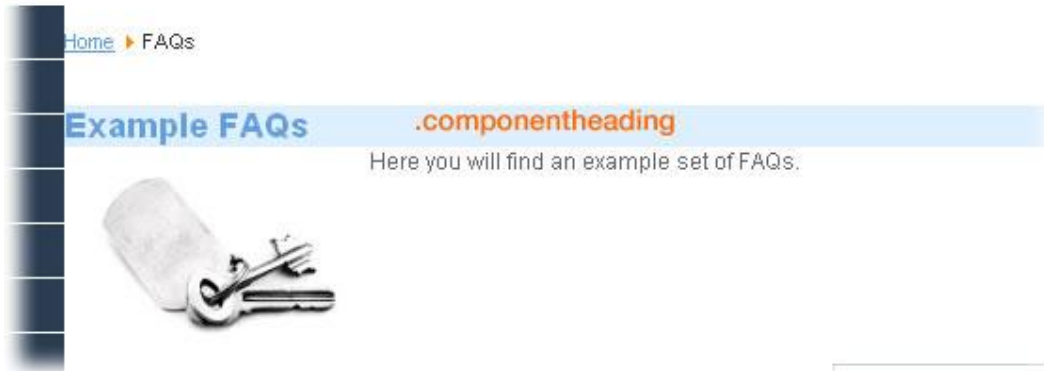 Home FAQs
Example FAQs .componentheading
Here you will find an example set of FAQs.